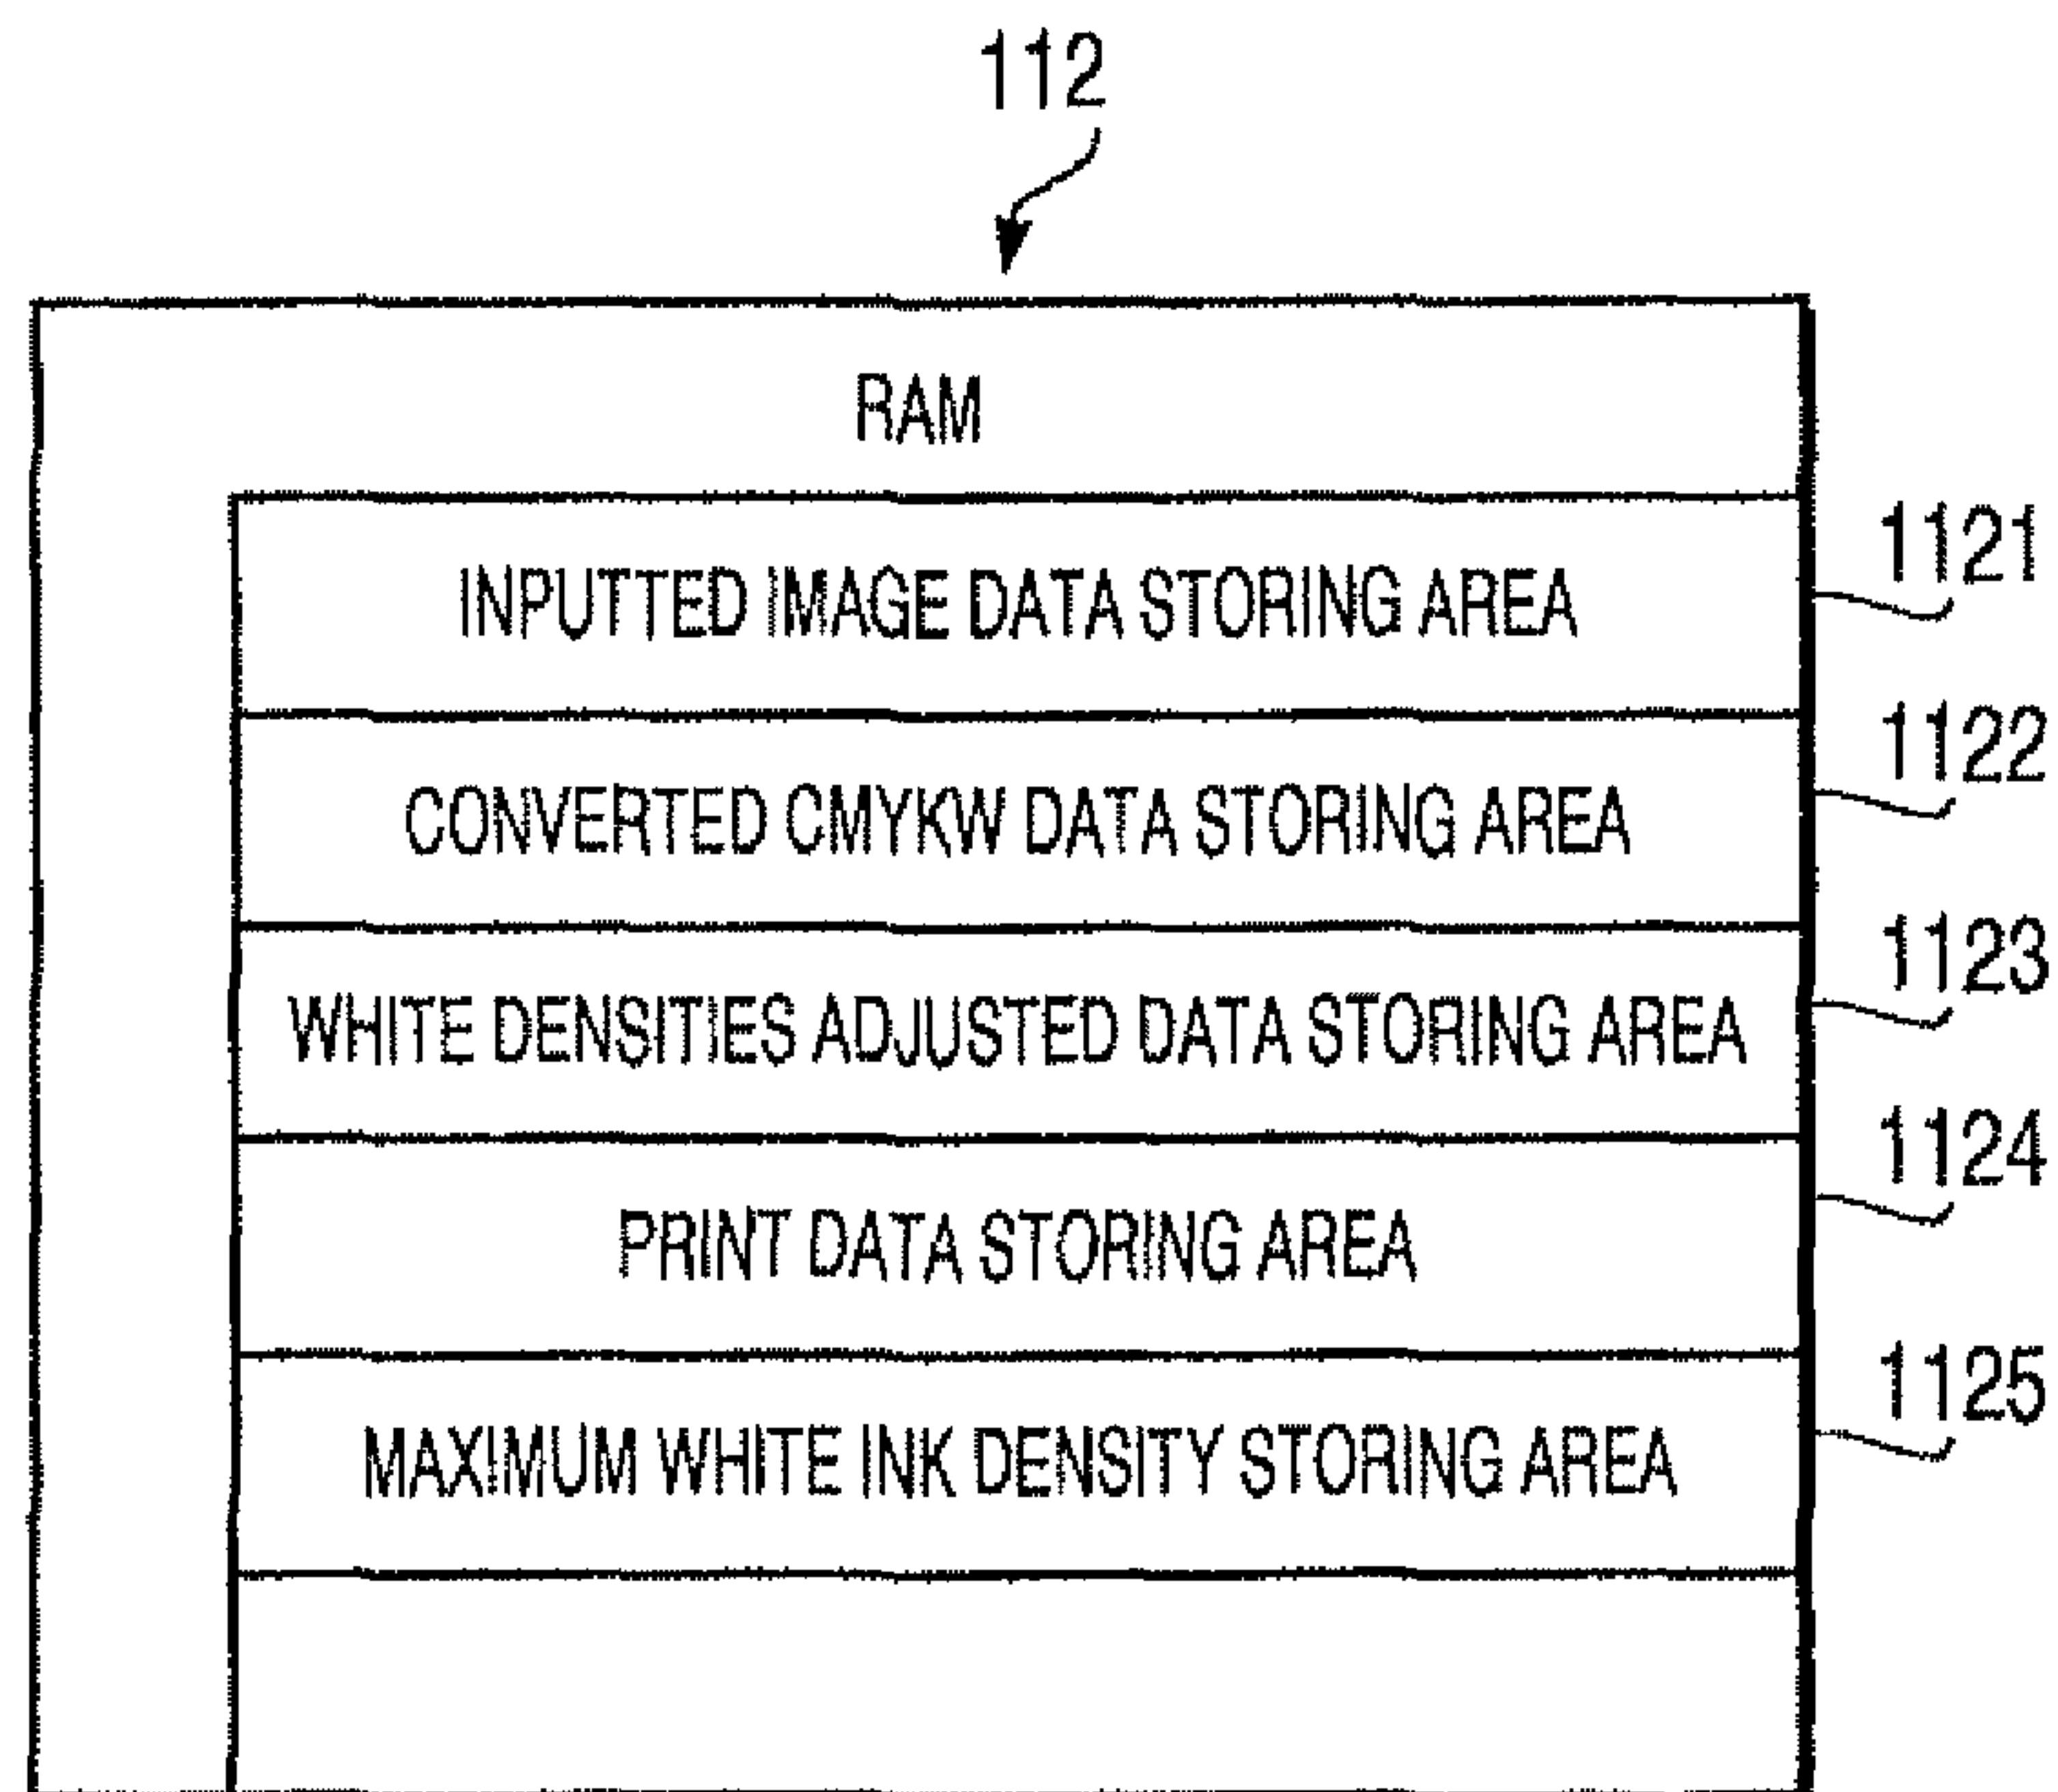 112
RAM
INPUTTED IMAGE DATA STORING AREA
1121
CONVERTED CMYKW DATA STORING AREA
1122
WHITE DENSITIES ADJUSTED DATA STORING AREA
1123
PRINT DATA STORING AREA
1124
MAXIMUM WHITE INK DENSITY STORING AREA
1125